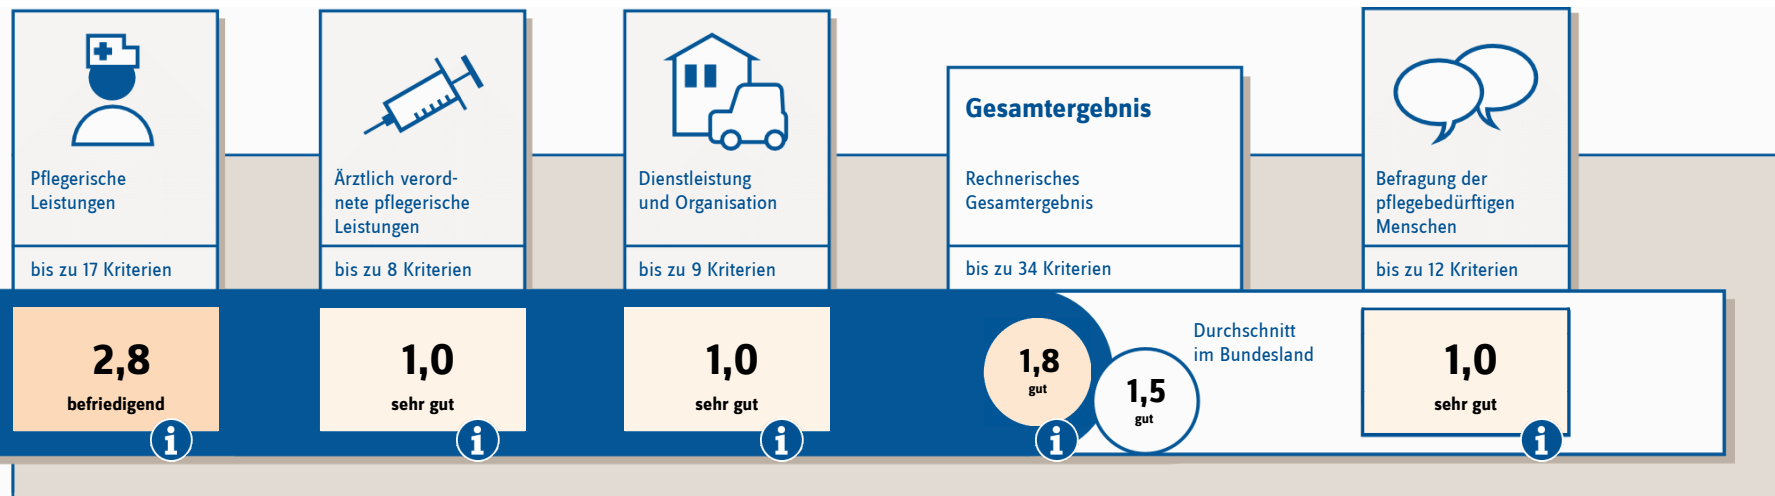 Pflegerische
Leistungen
bis zu 17 Kriterien
2,8
befriedigend
i
Ärztlich verord-
nete pflegerische
Leistungen
bis zu 8 Kriterien
1,0
sehr gut
i
Dienstleistung
und Organisation
bis zu 9 Kriterien
1,0
sehr gut
i
Gesamtergebnis
Rechnerisches
Gesamtergebnis
bis zu 34 Kriterien
1,8
gut
i
1,5
gut
Durchschnitt
im Bundesland
Befragung der
pflegebedürftigen
Menschen
bis zu 12 Kriterien
1,0
sehr gut
i